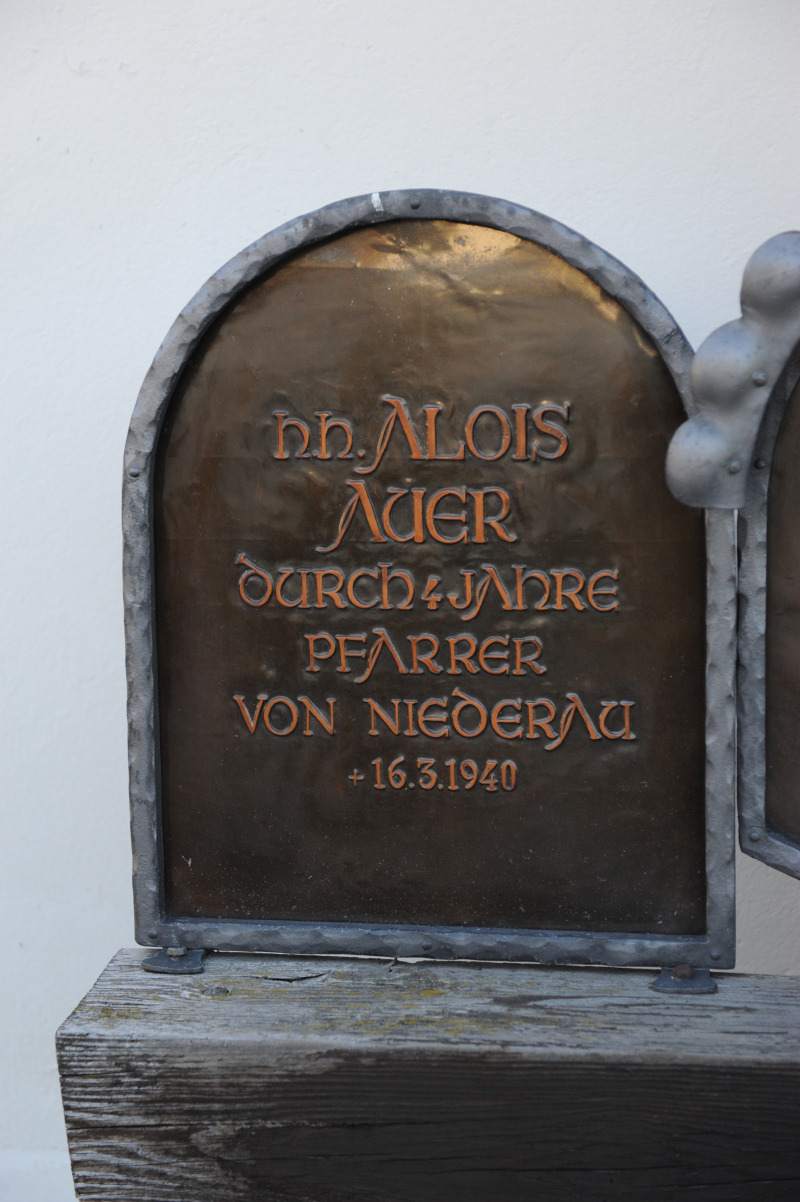 h.h. ALOIS
AUER
DURCH 4 JAHRE
PFARRER
VON NIEDERAU
+ 16.3.1940